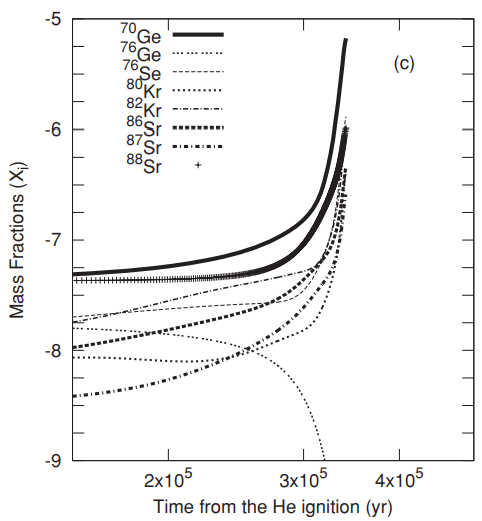 -5
-6
-7
-8
-9
Mass Fractions (Xi)
70Ge
76Ge
76Se
80Kr
82Kr
86Sr
87Sr
88Sr
(c)
2x10^5
3x10^5
4x10^5
Time from the He ignition (yr)